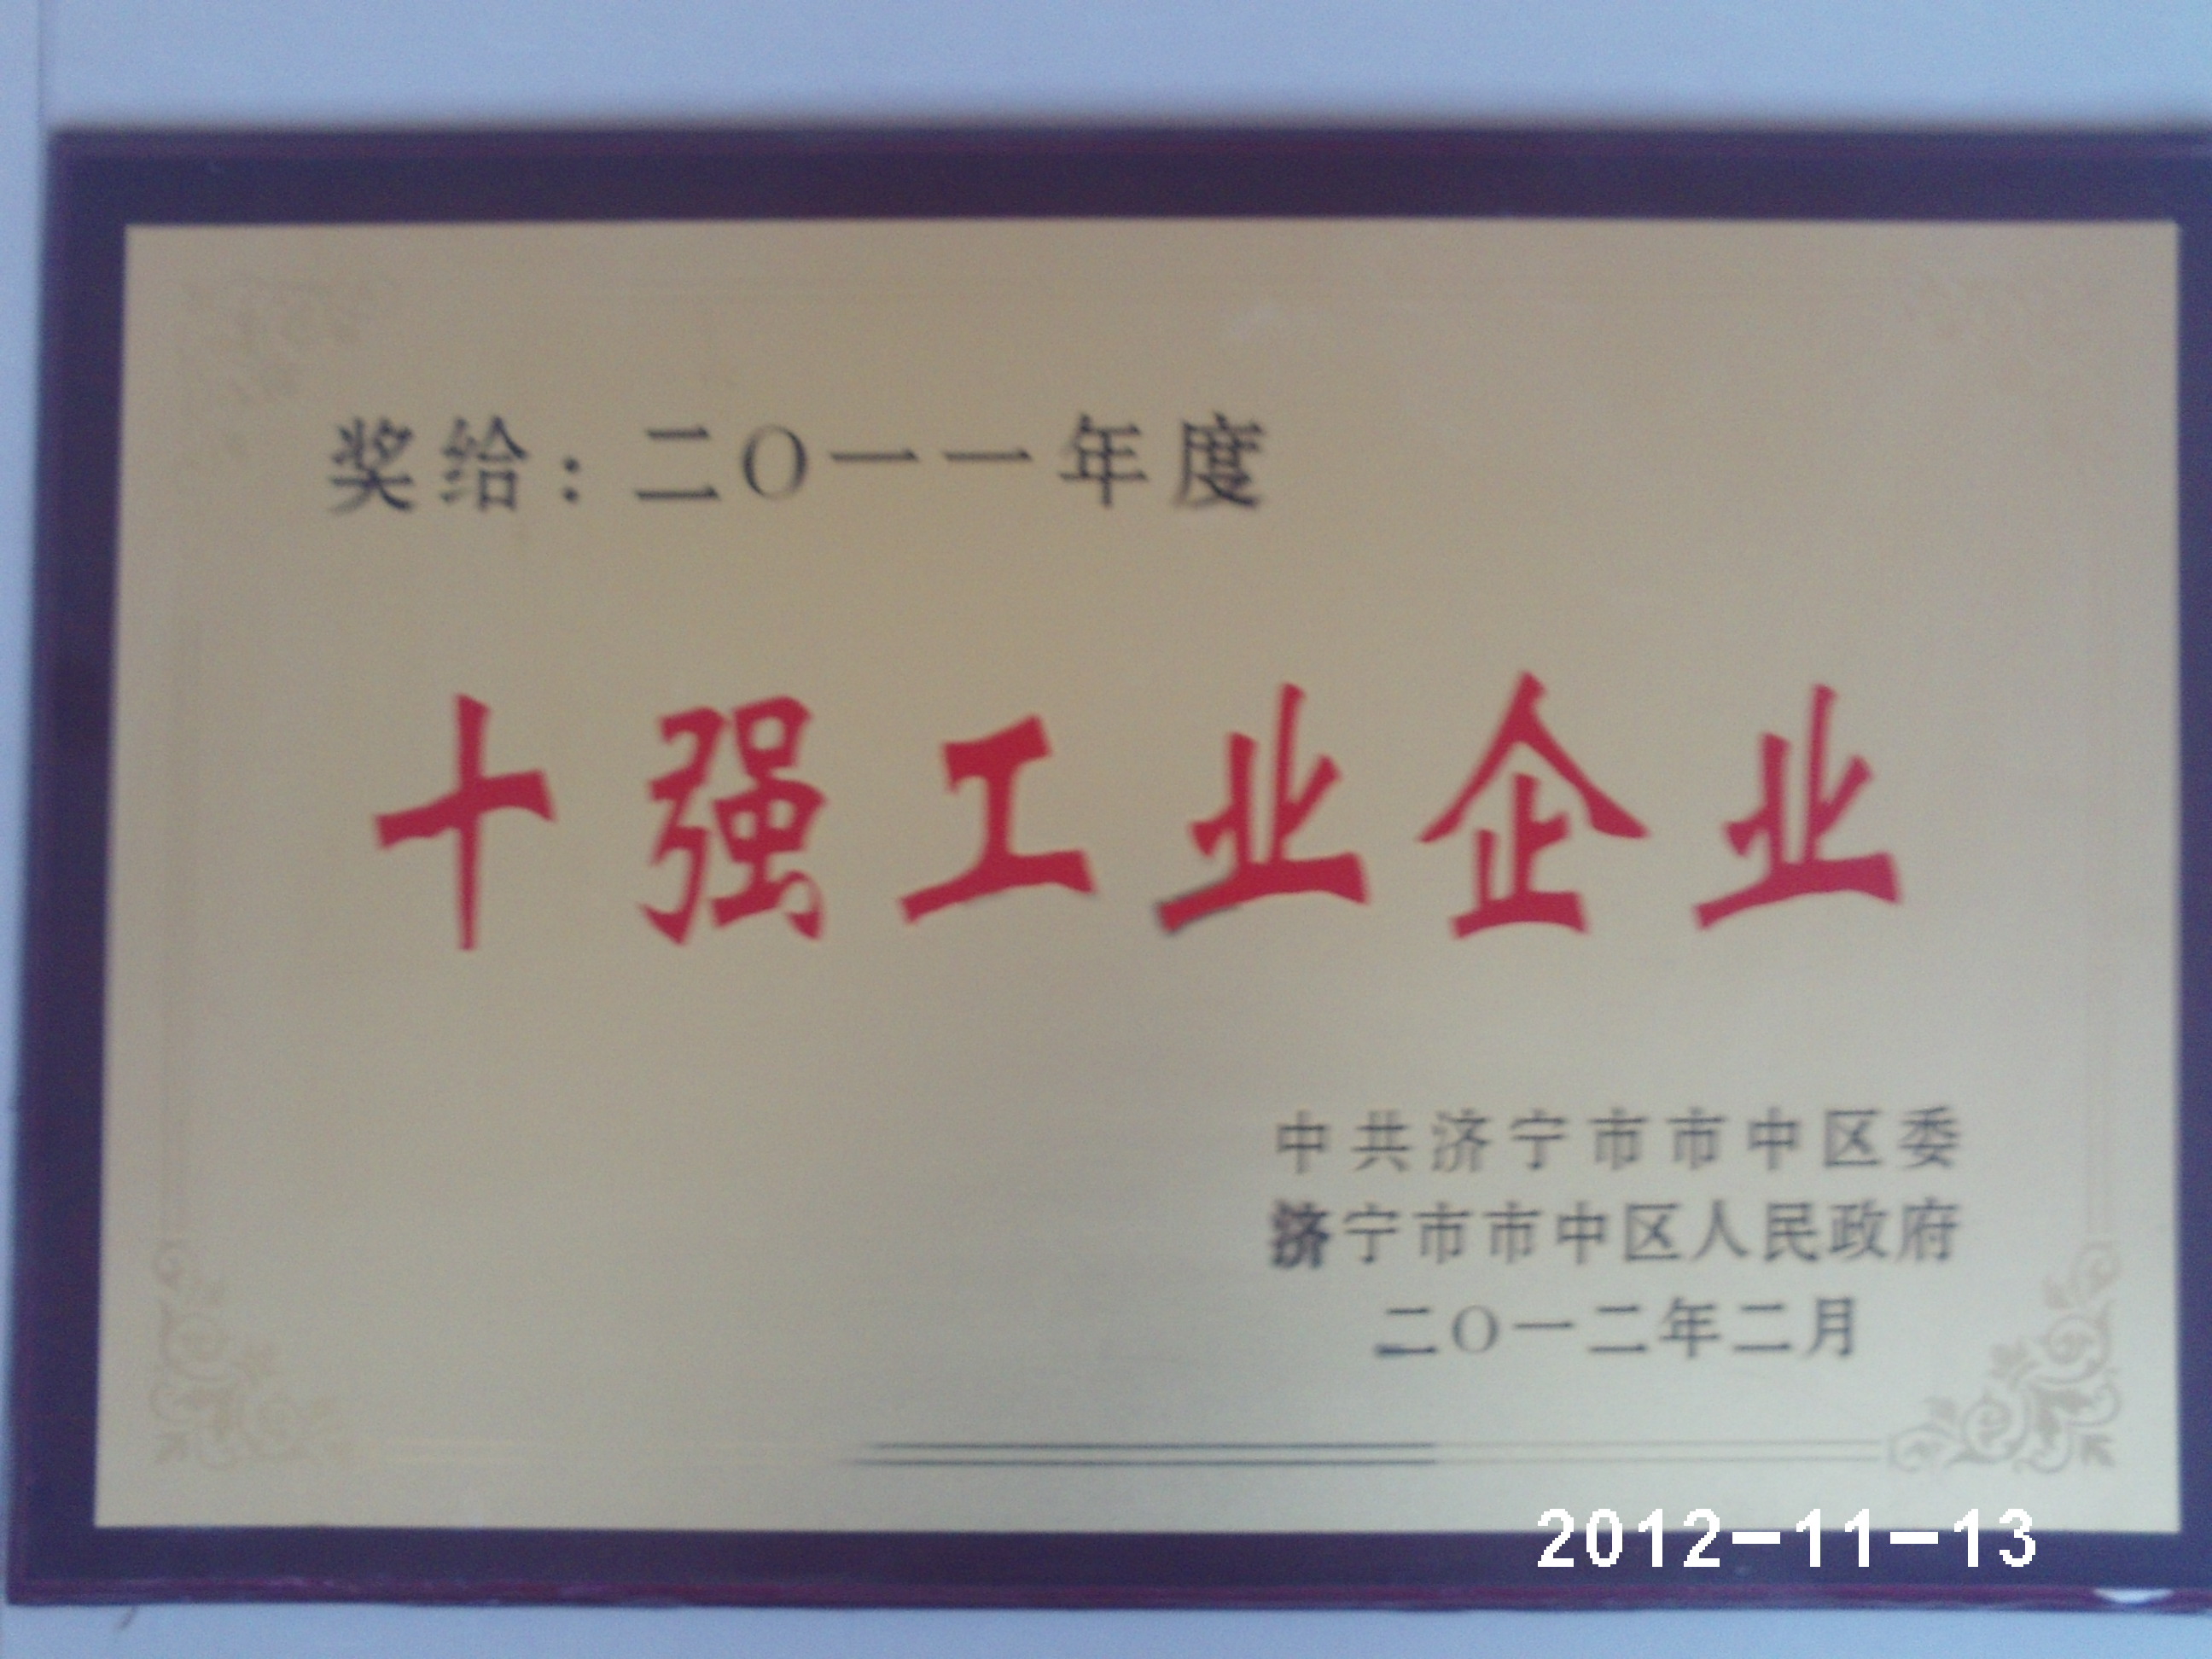 奖给：二〇一一年度
十强工业企业
中共济宁市市中区委
济宁市市中区人民政府
二〇一二年二月
2012-11-13